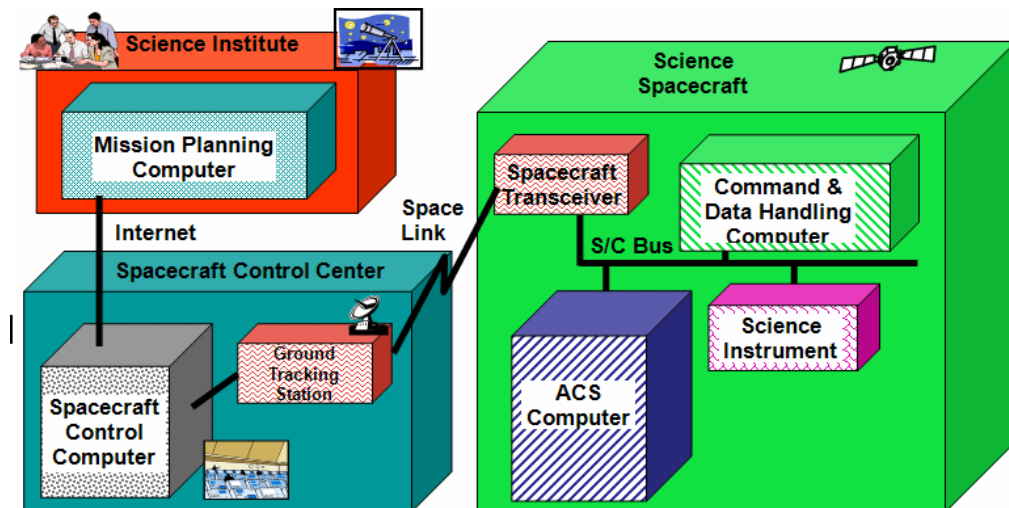 Science Institute
Mission Planning
Computer
Internet
Spacecraft Control Center
Spacecraft
Control
Computer
Ground
Tracking
Station
Space
Link
Science
Spacecraft
Spacecraft
Transceiver
Command &
Data Handling
Computer
S/C Bus
ACS
Computer
Science
Instrument